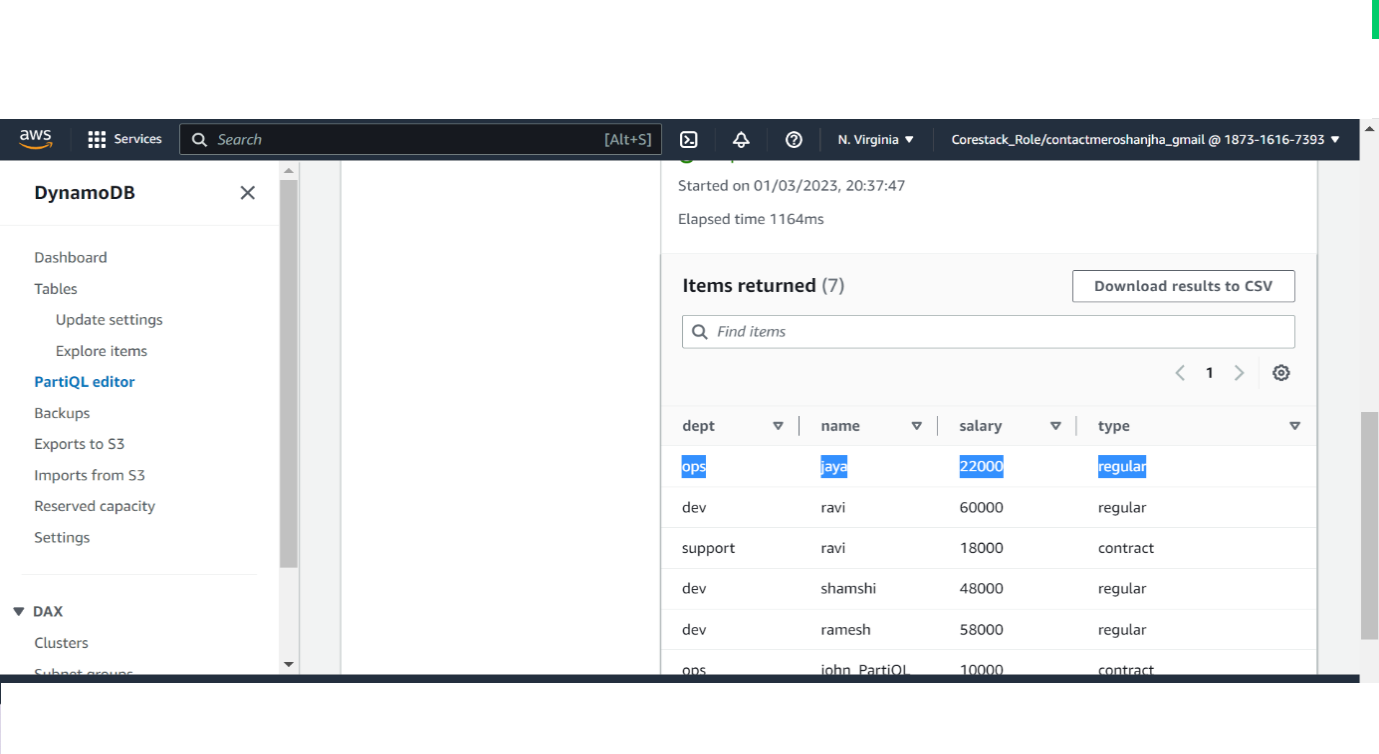 aws Services Search [Alt+S] N. Virginia Corestack_Role/contactmeroshanjha_gmail @ 1873-1616-7393
DynamoDB
Dashboard
Tables
Update settings
Explore items
PartiQL editor
Backups
Exports to S3
Imports from S3
Reserved capacity
Settings
DAX
Clusters
Subnet groups
Started on 01/03/2023, 20:37:47
Elapsed time 1164ms
Items returned (7) Download results to CSV
Find items
1
dept name salary type
ops jaya 22000 regular
dev ravi 60000 regular
support ravi 18000 contract
dev shamshi 48000 regular
dev ramesh 58000 regular
ops john_PartiQL 10000 contract